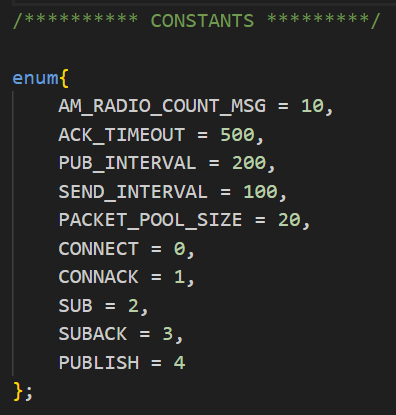 /********** CONSTANTS *********/
enum{
AM_RADIO_COUNT_MSG = 10,
ACK_TIMEOUT = 500,
PUB_INTERVAL = 200,
SEND_INTERVAL = 100,
PACKET_POOL_SIZE = 20,
CONNECT = 0,
CONNACK = 1,
SUB = 2,
SUBACK = 3,
PUBLISH = 4
};